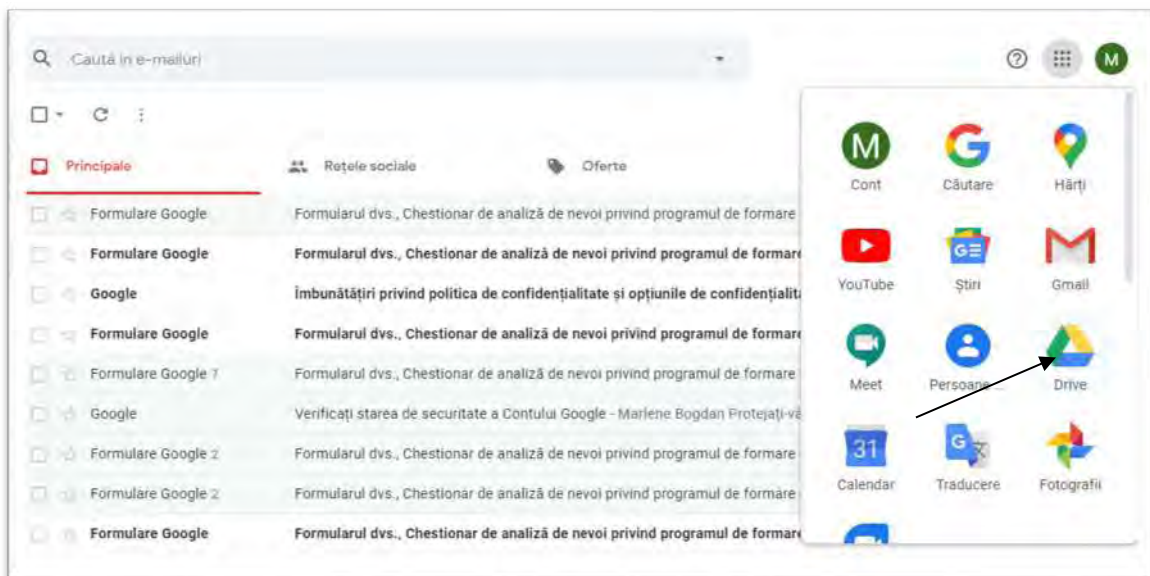 Caută în e-mailuri
M
Principale
Rețele sociale
Oferte
Formulare Google Formularul dvs., Chestionar de analiză de nevoi privind programul de formare
Formulare Google Formularul dvs., Chestionar de analiză de nevoi privind programul de formare
Google Îmbunătățiri privind politica de confidențialitate și opțiunile de
Formulare Google Formularul dvs., Chestionar de analiză de nevoi privind programul de formare
Formulare Google 7 Formularul dvs., Chestionar de analiză de nevoi privind programul de formare
Google Verificați starea de securitate a Contului Google - Marlene Bogdan
Formulare Google 2 Formularul dvs., Chestionar de analiză de nevoi privind programul de formare
Formulare Google 2 Formularul dvs., Chestionar de analiză de nevoi privind programul de formare
Formulare Google Formularul dvs., Chestionar de analiză de nevoi privind programul de formare
M
Cont Căutare Hărți
YouTube Știri Gmail
Meet Persoane Drive
31
Calendar Traducere Fotografii